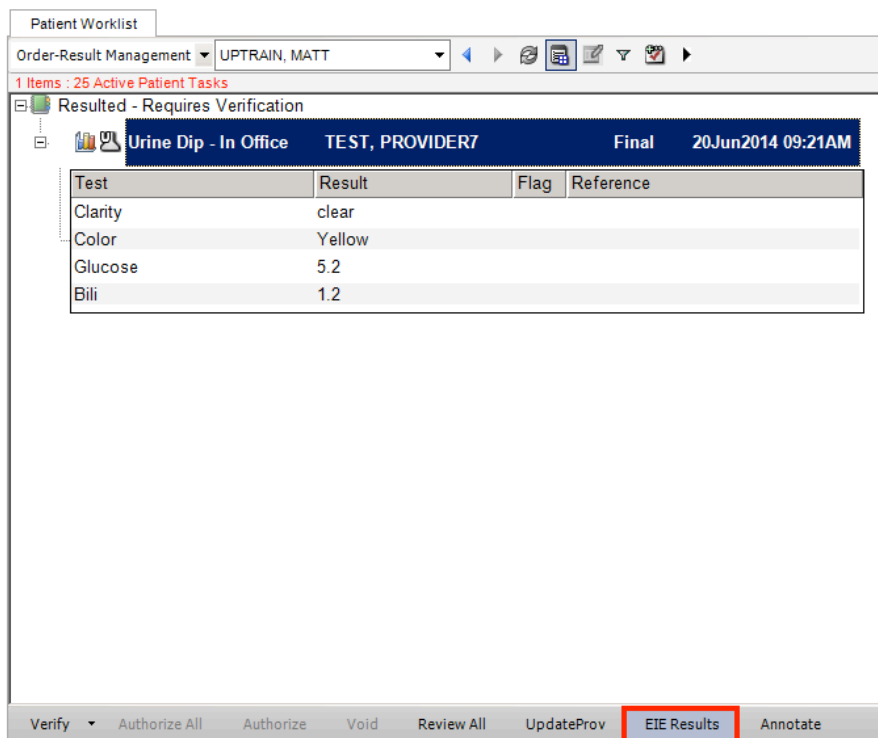 Patient Worklist
Order-Result Management UPTRAIN, MATT
1 Items : 25 Active Patient Tasks
Resulted - Requires Verification
Urine Dip - In Office TEST, PROVIDER7 Final 20Jun2014 09:21AM
Test Result Flag Reference
Clarity clear
Color Yellow
Glucose 5.2
Bili 1.2
Verify Authorize All Authorize Void Review All UpdateProv EIE Results Annotate